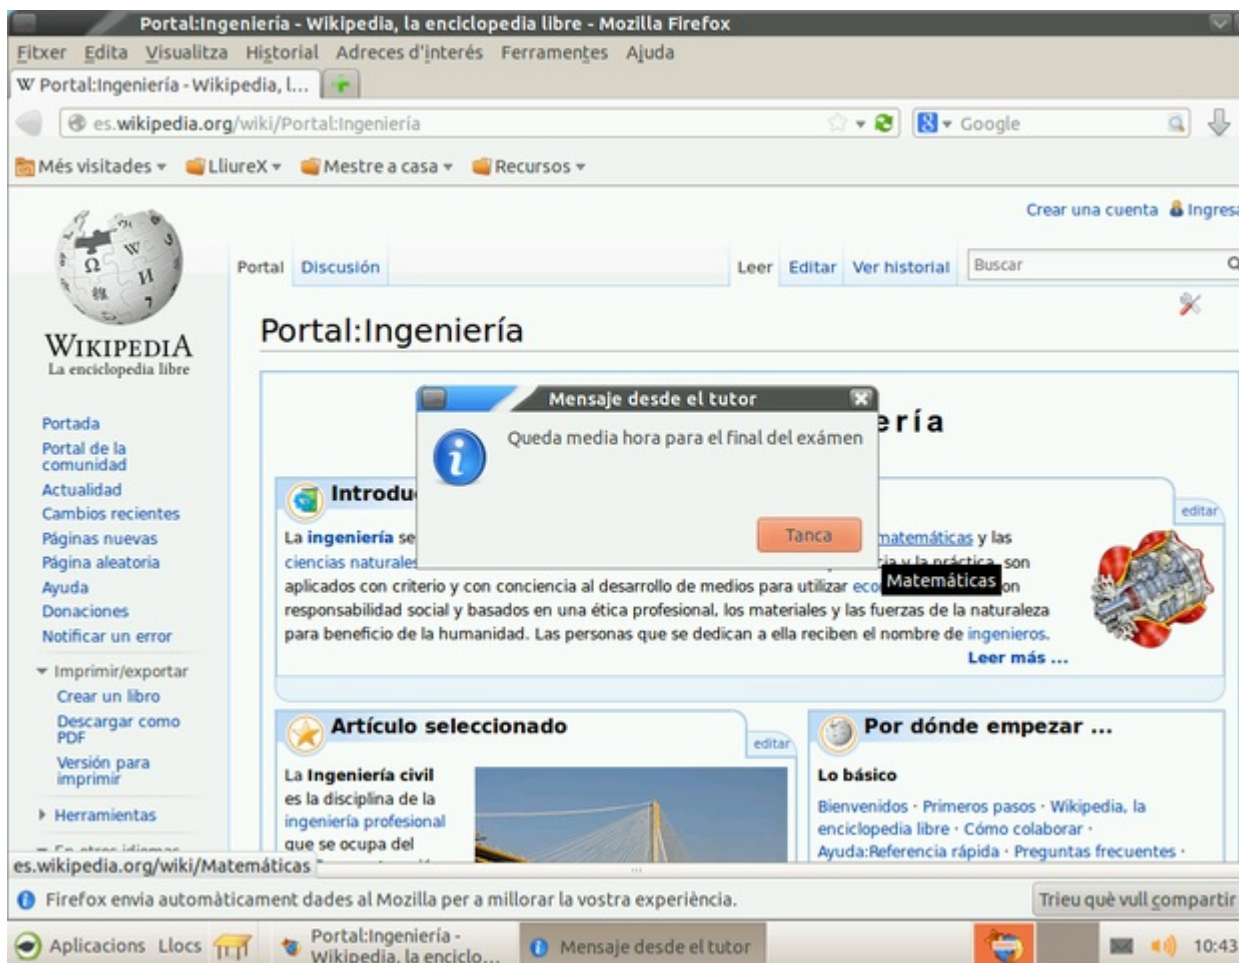 Portal:Ingeniería - Wikipedia, la enciclopedia libre - Mozilla Firefox
Fitxer Edita Visualitza Historial Adreces d'interés Ferramentes Ajuda
W Portal:Ingeniería - Wikipedia, l...
es.wikipedia.org/wiki/Portal:Ingeniería
8 Google
Més visitades LliureX Mestre a casa Recursos
Crear una cuenta
Portal Discusión Leer Editar Ver historial Buscar
WIKIPEDIA
La enciclopedia libre
Portada
Portal de la
comunidad
Actualidad
Cambios recientes
Páginas nuevas
Página aleatoria
Ayuda
Donaciones
Notificar un error
Imprimir/exportar
Crear un libro
Descargar como
PDF
Versión para
imprimir
Herramientas
Portal:Ingeniería
ería
Mensaje desde el tutor
Queda media hora para el final del exámen
Tanca
editar
La ingeniería
matemáticas y las
ciencias naturales
son
Matemáticas
aplicados con criterio y con conciencia al desarrollo de medios para utilizar
responsabilidad social y basados en una ética profesional, los materiales y las fuerzas de la naturaleza
para beneficio de la humanidad. Las personas que se dedican a ella reciben el nombre de ingenieros.
Leer más ...
Artículo seleccionado
editar
La Ingeniería civil
es la disciplina de la
ingeniería profesional
que se ocupa del
Por dónde empezar ...
Lo básico
Bienvenidos · Primeros pasos · Wikipedia, la
enciclopedia libre · Cómo colaborar ·
Ayuda:Referencia rápida · Preguntas frecuentes ·
es.wikipedia.org/wiki/Matemáticas
Firefox envia automàticament dades al Mozilla per a millorar la vostra experiència.
Trieu què vull compartir
Aplicacions Llocs
Portal:Ingeniería -
Wikipedia, la enciclo...
Mensaje desde el tutor
10:43